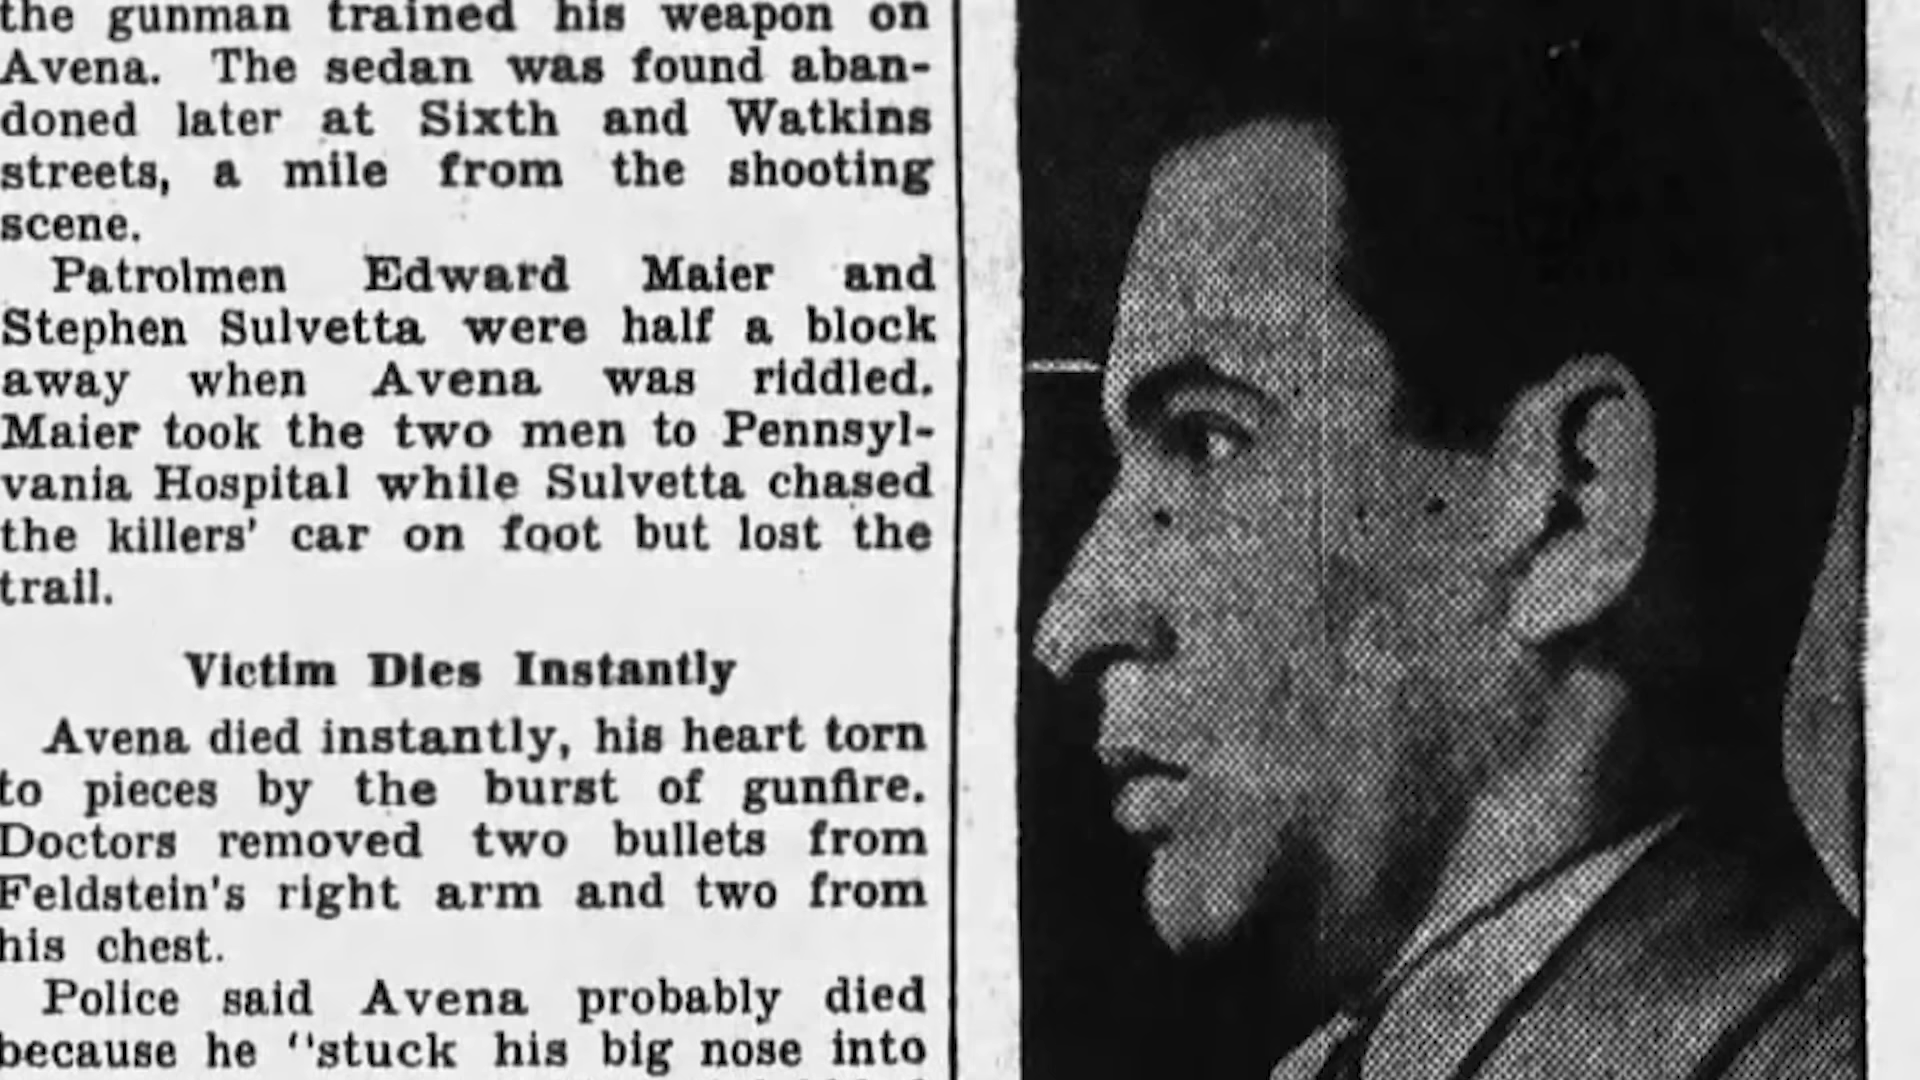 the gunman trained his weapon on
Avena. The sedan was found aban-
doned later at Sixth and Watkins
streets, a mile from the shooting
scene.
Patrolmen Edward Maier and
Stephen Sulvetta were half a block
away when Avena was riddled.
Maier took the two men to Pennsyl-
vania Hospital while Sulvetta chased
the killers' car on foot but lost the
trail.
Victim Dies Instantly
Avena died instantly, his heart torn
to pieces by the burst of gunfire.
Doctors removed two bullets from
Feldstein's right arm and two from
his chest.
Police said Avena probably died
because he "stuck his big nose into